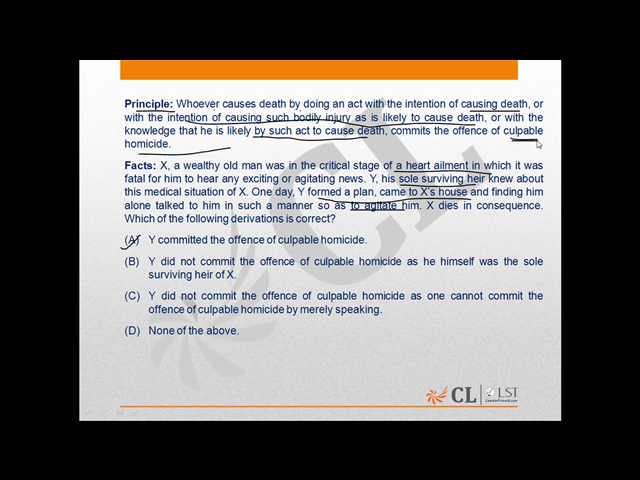 Principle: Whoever causes death by doing an act with the intention of causing death, or
with the intention of causing such bodily injury as is likely to cause death, or with the
knowledge that he is likely by such act to cause death, commits the offence of culpable
homicide.
Facts: X, a wealthy old man was in the critical stage of a heart ailment in which it was
fatal for him to hear any exciting or agitating news. Y, his sole surviving heir knew about
this medical situation of X. One day, Y formed a plan, came to X's house and finding him
alone talked to him in such a manner so as to agitate him. X dies in consequence.
Which of the following derivations is correct?
(A) Y committed the offence of culpable homicide.
(B) Y did not commit the offence of culpable homicide as he himself was the sole
surviving heir of X.
(C) Y did not commit the offence of culpable homicide as one cannot commit the
offence of culpable homicide by merely speaking.
(D) None of the above.
CL
CL LST